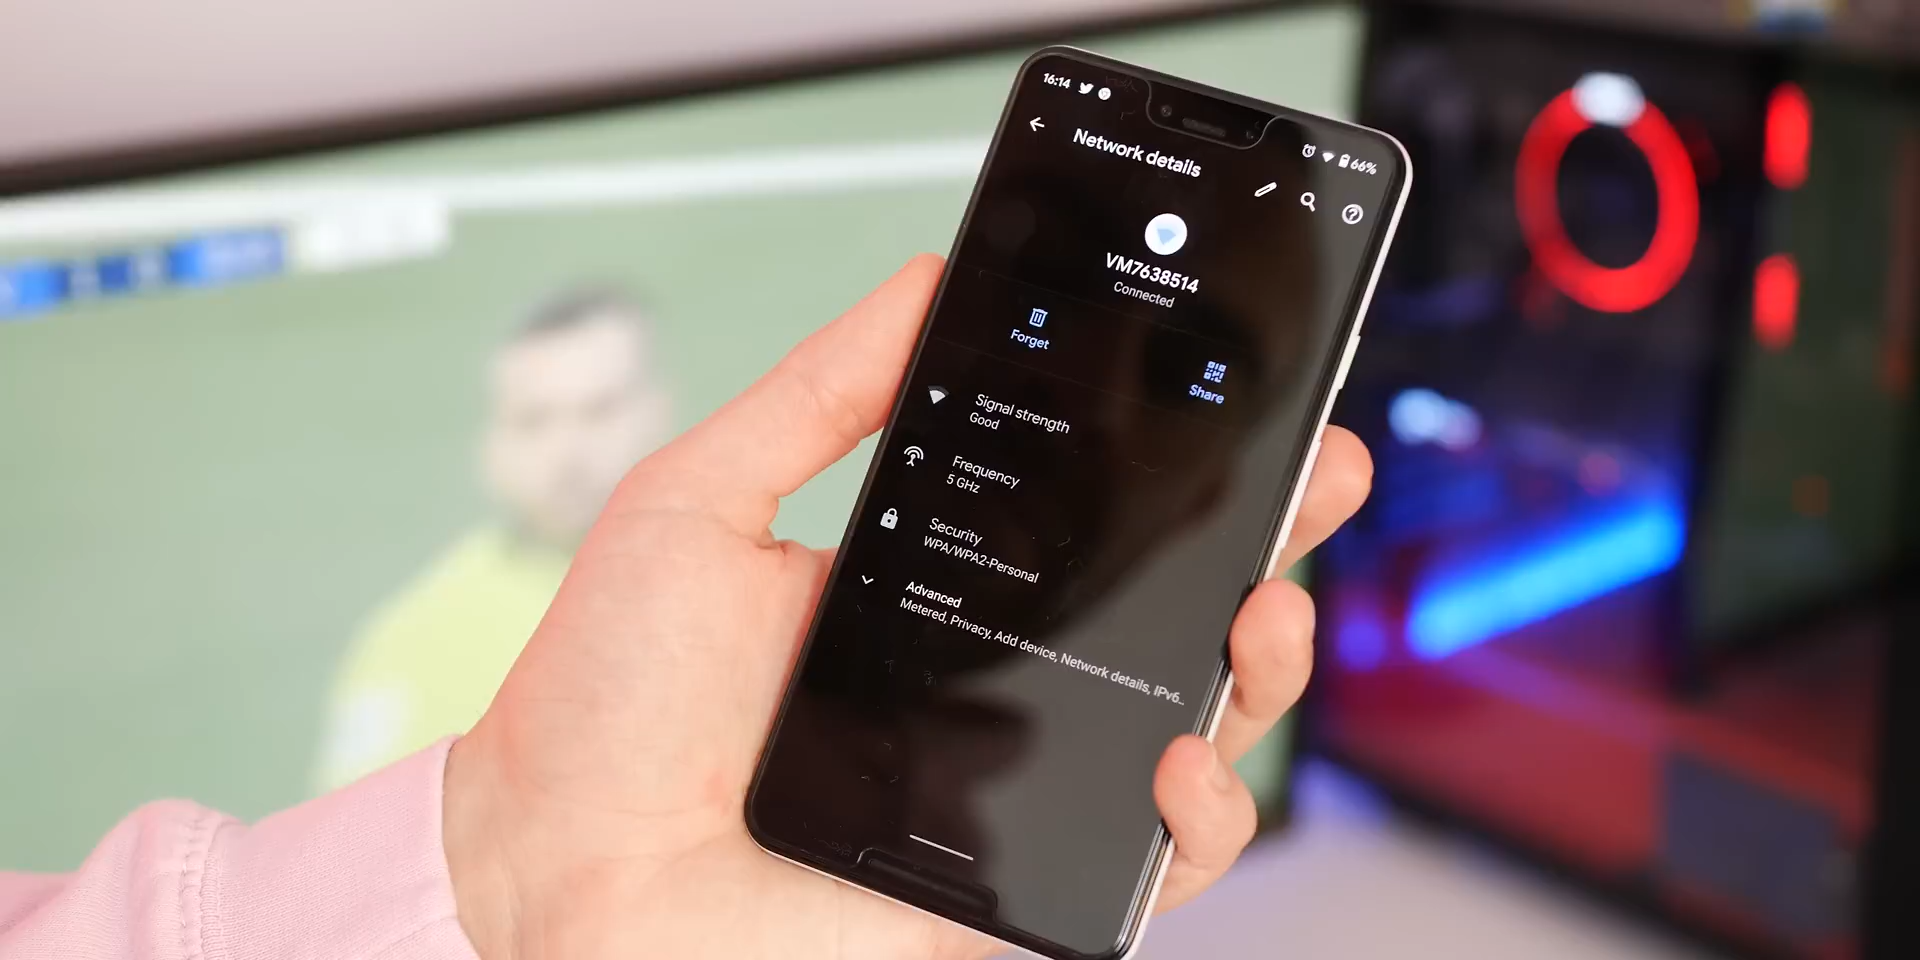 16:14
66%
Network details
VM7638514
Connected
Forget
Share
Signal strength
Good
Frequency
5 GHz
Security
WPA/WPA2-Personal
Advanced
Metered, Privacy, Add device, Network details, IPv6...